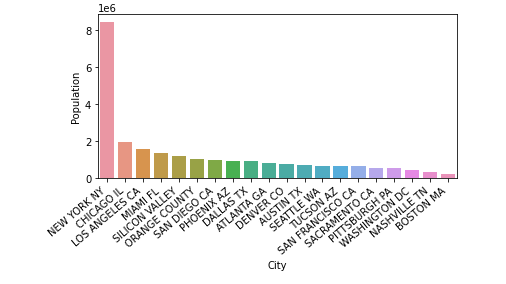 1e6
8
6
4
2
0
Population
NEW YORK NY
CHICAGO IL
LOS ANGELES CA
MIAMI FL
SILICON VALLEY
ORANGE COUNTY
SAN DIEGO CA
PHOENIX AZ
DALLAS TX
ATLANTA GA
DENVER CO
AUSTIN TX
SEATTLE WA
TUCSON AZ
SAN FRANCISCO CA
SACRAMENTO CA
PITTSBURGH PA
WASHINGTON DC
NASHVILLE TN
BOSTON MA
City